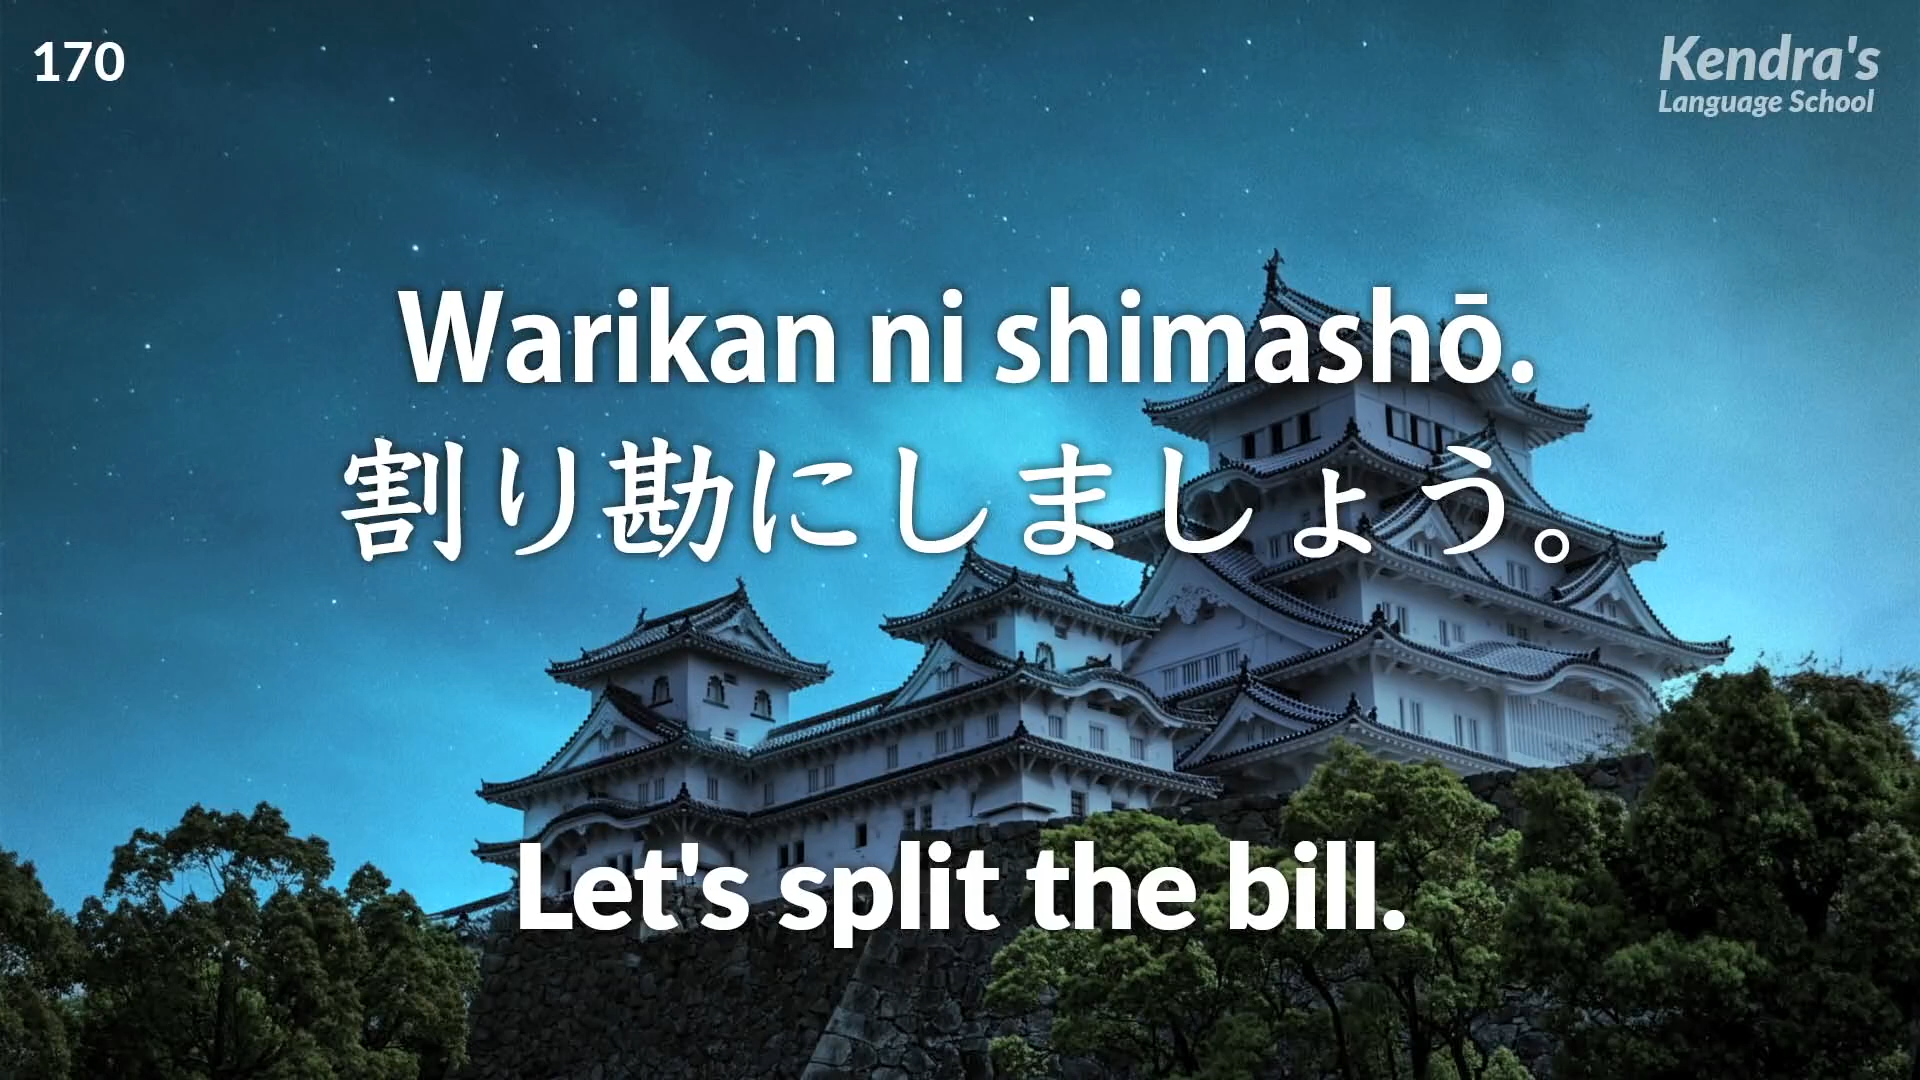 170
Kendra's
Language School
Warikan ni shimashō.
割り勘にしましょう。
Let's split the bill.